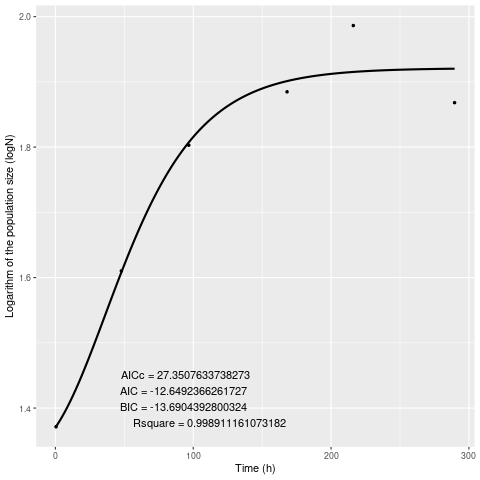 2.0
1.8
1.6
1.4
Logarithm of the population size (logN)
AICc = 27.3507633738273
AIC = -12.6492366261727
BIC = -13.6904392800324
Rsquare = 0.998911161073182
0 100 200 300
Time (h)